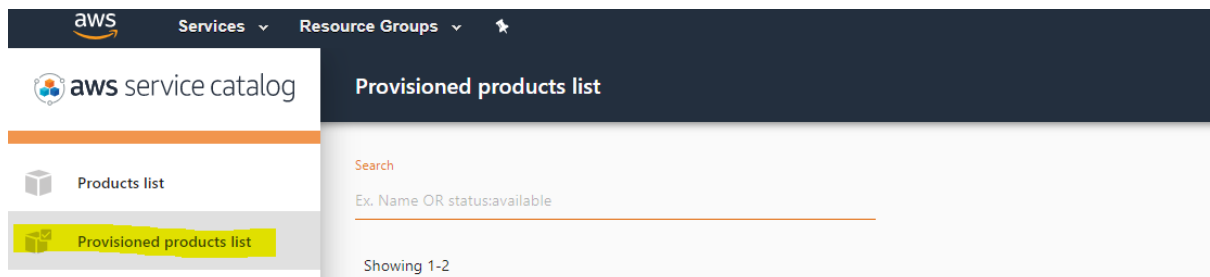 aws Services Resource Groups
aws service catalog Provisioned products list
Search
Products list
Ex. Name OR status:available
Provisioned products list
Showing 1-2